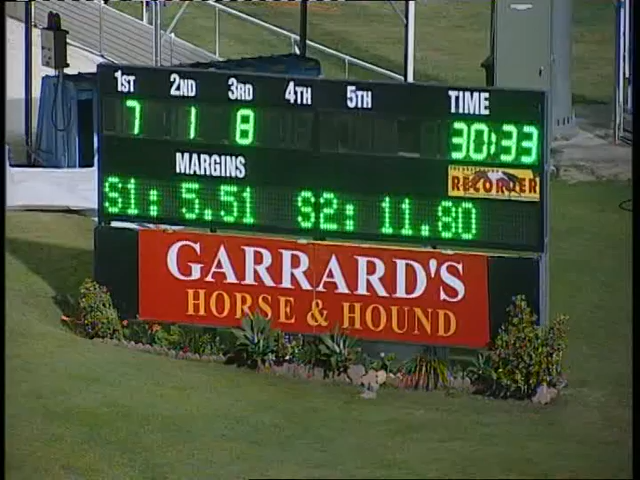 1ST 2ND 3RD 4TH 5TH TIME
7 1 8 30:33
MARGINS
RECORDER
S1: 5.51 S2: 11.80
GARRARD'S
HORSE & HOUND